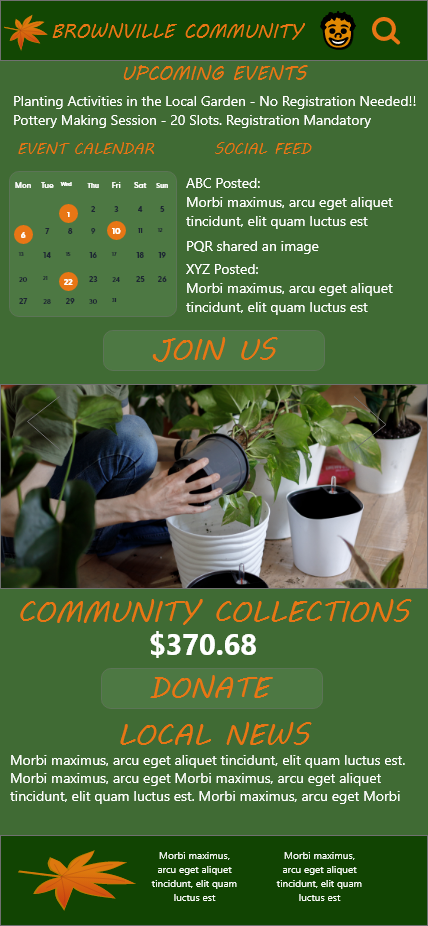 BROWNVILLE COMMUNITY
UPCOMING EVENTS
Planting Activities in the Local Garden - No Registration Needed!!
Pottery Making Session - 20 Slots. Registration Mandatory
EVENT CALENDAR
SOCIAL FEED
Mon Tue Wed Thu Fri Sat Sun
1 2 3 4 5
6 7 8 9 10 11 12
13 14 15 16 17 18 19
20 21 22 23 24 25 26
27 28 29 30 31
ABC Posted:
Morbi maximus, arcu eget aliquet
tincidunt, elit quam luctus est
PQR shared an image
XYZ Posted:
Morbi maximus, arcu eget aliquet
tincidunt, elit quam luctus est
JOIN US
COMMUNITY COLLECTIONS
$370.68
DONATE
LOCAL NEWS
Morbi maximus, arcu eget aliquet tincidunt, elit quam luctus est.
Morbi maximus, arcu eget Morbi maximus, arcu eget aliquet
tincidunt, elit quam luctus est. Morbi maximus, arcu eget Morbi
Morbi maximus,
arcu eget aliquet
tincidunt, elit quam
luctus est
Morbi maximus,
arcu eget aliquet
tincidunt, elit quam
luctus est